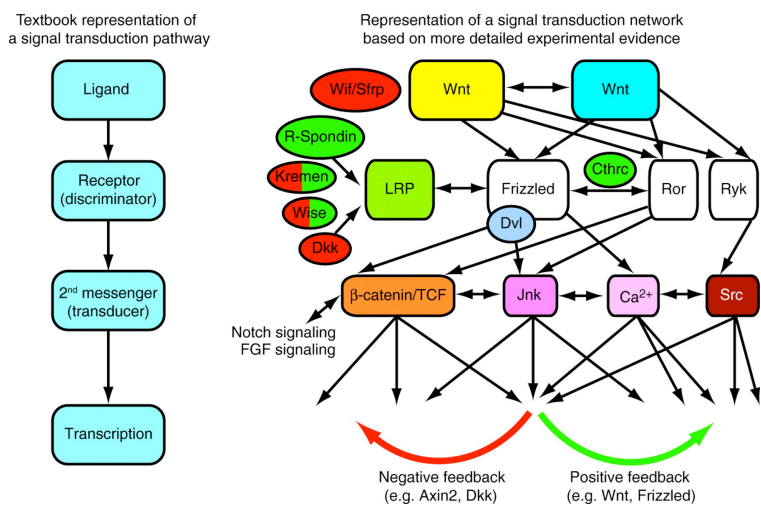 Textbook representation of
a signal transduction pathway
Ligand
Receptor
(discriminator)
2nd messenger
(transducer)
Transcription
Representation of a signal transduction network
based on more detailed experimental evidence
Wif/Sfrp
Wnt
Wnt
R-Spondin
Kremen
Wise
Dkk
LRP
Frizzled
Cthrc
Ror
Ryk
Dvl
β-catenin/TCF
Jnk
Ca2+
Src
Notch signaling
FGF signaling
Negative feedback
(e.g. Axin2, Dkk)
Positive feedback
(e.g. Wnt, Frizzled)